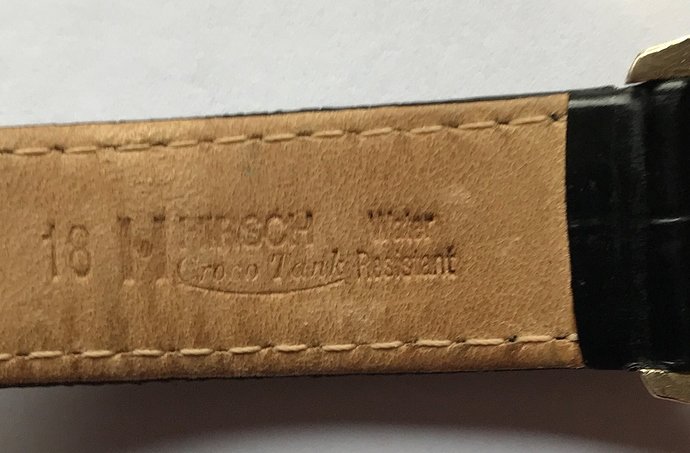 18 H HIRSCH Water
Croco Tank Resistant